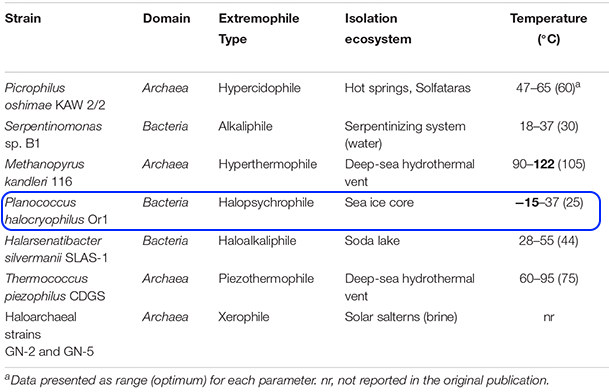 Strain Domain Extremophile Isolation Temperature
Type ecosystem (°C)
Picrophilus Archaea Hypercidophile Hot springs, Solfataras 47–65 (60)a
oshimae KAW 2/2
Serpentinomonas Bacteria Alkaliphile Serpentinizing system 18–37 (30)
sp. B1 (water)
Methanopyrus Archaea Hyperthermophile Deep-sea hydrothermal 90–122 (105)
kandleri 116 vent
Planococcus Bacteria Halopsychrophile Sea ice core –15–37 (25)
halocryophilus Or1
Halarsenatibacter Bacteria Haloalkaliphile Soda lake 28–55 (44)
silvermanii SLAS-1
Thermococcus Archaea Piezothermophile Deep-sea hydrothermal 60–95 (75)
piezophilus CDGS vent
Haloarchaeal Archaea Xerophile Solar salterns (brine) nr
strains
GN-2 and GN-5
aData presented as range (optimum) for each parameter. nr, not reported in the original publication.